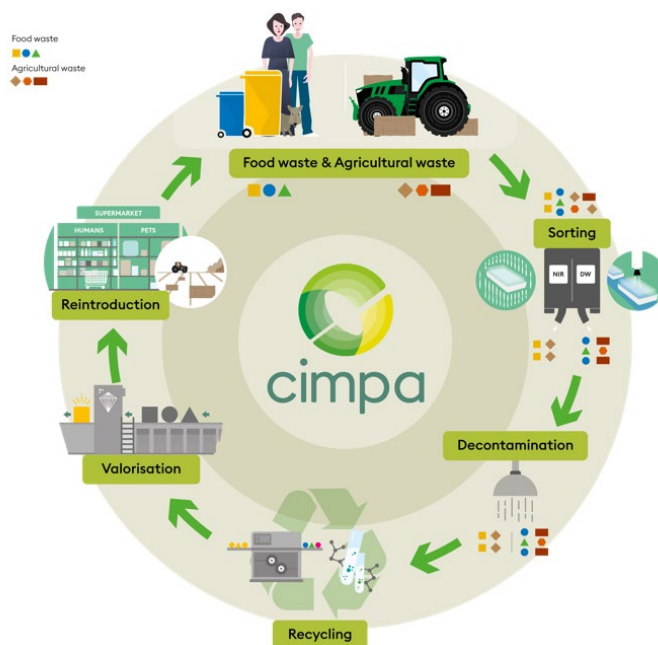 Food waste
Agricultural waste
Food waste & Agricultural waste
Sorting
NIR
DW
Decontamination
Recycling
Valorisation
SUPERMARKET
HUMANS
PETS
Reintroduction
cimpa